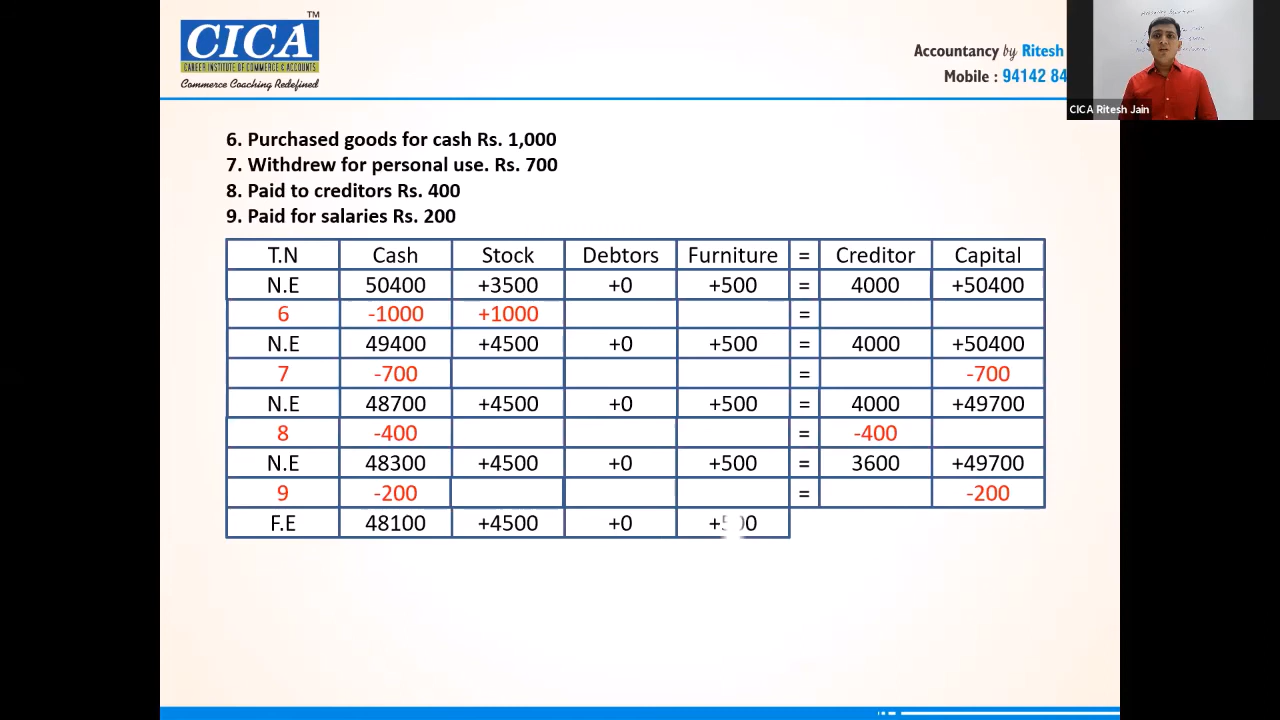 TM
CICA
CAREER INSTITUTE OF COMMERCE & ACCOUNTS
Commerce Coaching Redefined
Accountancy by Ritesh
Mobile : 94142 84
CICA Ritesh Jain
6. Purchased goods for cash Rs. 1,000
7. Withdrew for personal use. Rs. 700
8. Paid to creditors Rs. 400
9. Paid for salaries Rs. 200
T.N Cash Stock Debtors Furniture = Creditor Capital
N.E 50400 +3500 +0 +500 = 4000 +50400
6 -1000 +1000 =
N.E 49400 +4500 +0 +500 = 4000 +50400
7 -700 = -700
N.E 48700 +4500 +0 +500 = 4000 +49700
8 -400 = -400
N.E 48300 +4500 +0 +500 = 3600 +49700
9 -200 = -200
F.E 48100 +4500 +0 +500